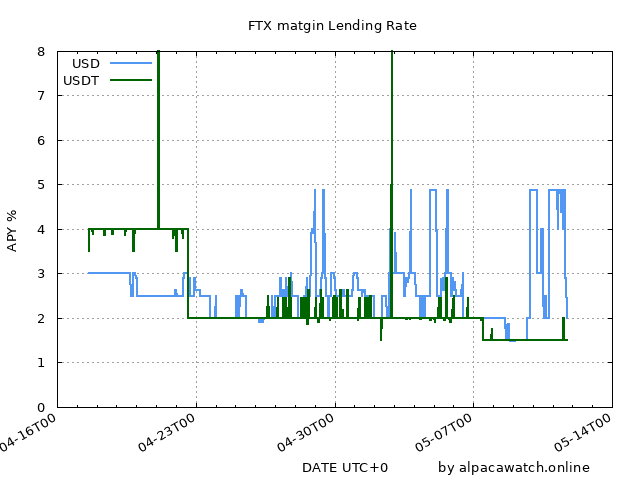 FTX matgin Lending Rate
USD
USDT
8
7
6
5
4
3
2
1
0
APY %
04-16T00
04-23T00
04-30T00
05-07T00
05-14T00
DATE UTC+0
by alpacawatch.online